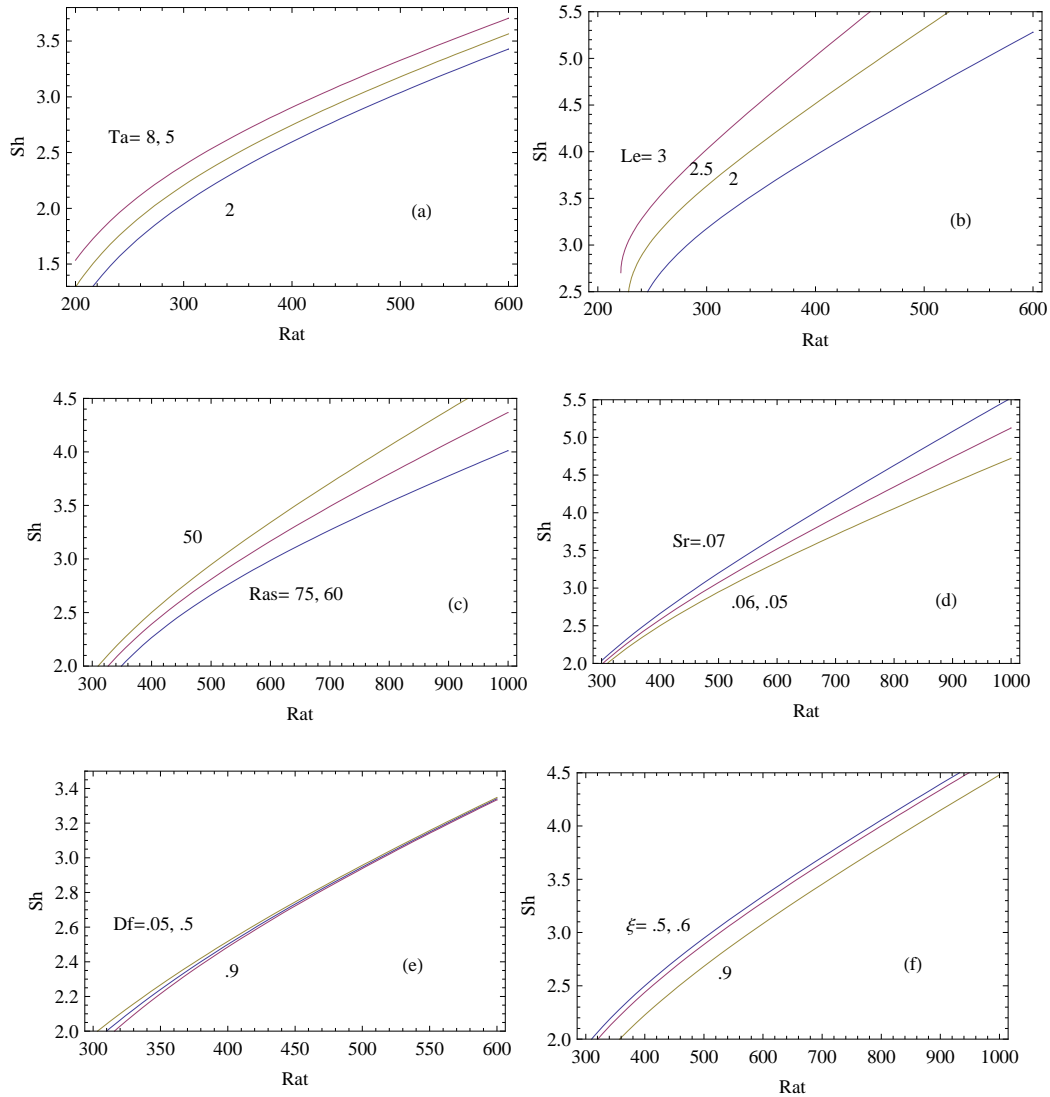 3.5
3.0
2.5
2.0
1.5
Sh
Ta= 8, 5
2
(a)
200 300 400 500 600
Rat
5.5
5.0
4.5
4.0
3.5
3.0
2.5
Sh
Le= 3
2.5
2
(b)
200 300 400 500 600
Rat
4.5
4.0
3.5
3.0
2.5
2.0
Sh
50
Ras= 75, 60
(c)
300 400 500 600 700 800 900 1000
Rat
5.5
5.0
4.5
4.0
3.5
3.0
2.5
2.0
Sh
Sr=.07
.06, .05
(d)
300 400 500 600 700 800 900 1000
Rat
3.4
3.2
3.0
2.8
2.6
2.4
2.2
2.0
Sh
Df=.05, .5
.9
(e)
300 350 400 450 500 550 600
Rat
4.5
4.0
3.5
3.0
2.5
2.0
Sh
ξ= .5, .6
.9
(f)
300 400 500 600 700 800 900 1000
Rat